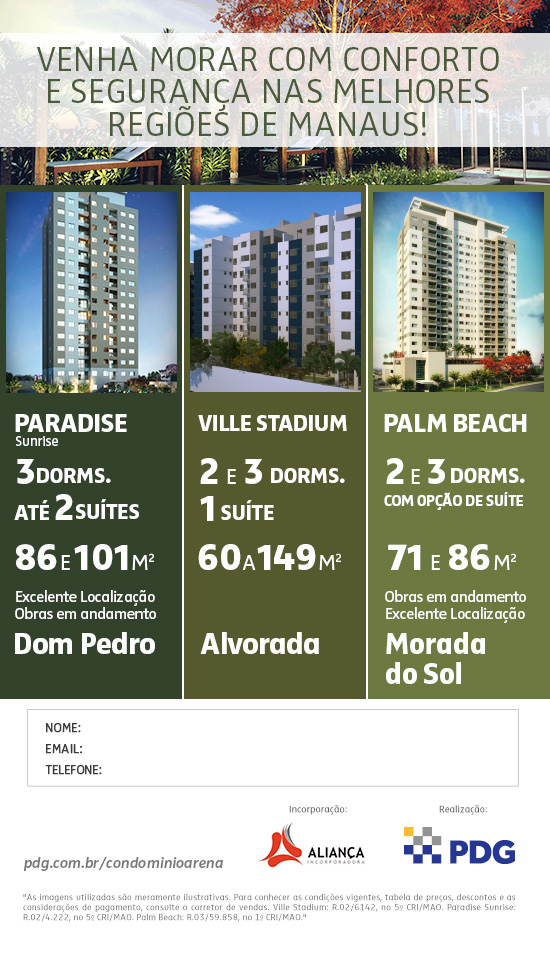 VENHA MORAR COM CONFORTO
E SEGURANÇA NAS MELHORES
REGIÕES DE MANAUS!
PARADISE
Sunrise
3 DORMS.
ATÉ 2 SUÍTES
86 E 101 M²
Excelente Localização
Obras em andamento
Dom Pedro
VILLE STADIUM
2 E 3 DORMS.
1 SUÍTE
60 A 149 M²
Alvorada
PALM BEACH
2 E 3 DORMS.
COM OPÇÃO DE SUÍTE
71 E 86 M²
Obras em andamento
Excelente Localização
Morada
do Sol
NOME:
EMAIL:
TELEFONE:
pdg.com.br/condominioarena
Incorporação:
ALIANÇA
INCORPORADORA
Realização:
PDG
"As imagens utilizadas são meramente ilustrativas. Para conhecer as condições vigentes, tabela de preços, descontos e as
considerações de pagamento, consulte o corretor de vendas. Ville Stadium: R.02/6142, no 5º CRI/MAO. Paradise Sunrise:
R.02/4.222, no 5º CRI/MAO. Palm Beach: R.03/59.858, no 1º CRI/MAO."